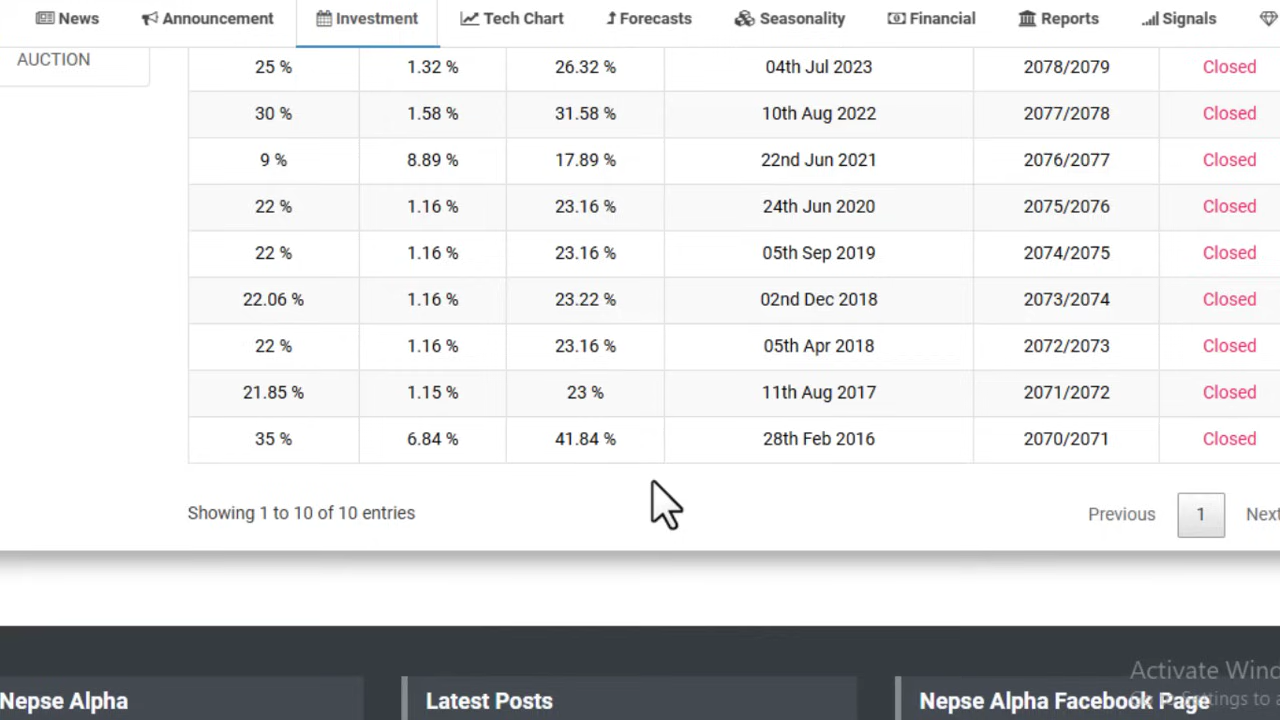 News Announcement Investment Tech Chart Forecasts Seasonality Financial Reports Signals
AUCTION
25 % 1.32 % 26.32 % 04th Jul 2023 2078/2079 Closed
30 % 1.58 % 31.58 % 10th Aug 2022 2077/2078 Closed
9 % 8.89 % 17.89 % 22nd Jun 2021 2076/2077 Closed
22 % 1.16 % 23.16 % 24th Jun 2020 2075/2076 Closed
22 % 1.16 % 23.16 % 05th Sep 2019 2074/2075 Closed
22.06 % 1.16 % 23.22 % 02nd Dec 2018 2073/2074 Closed
22 % 1.16 % 23.16 % 05th Apr 2018 2072/2073 Closed
21.85 % 1.15 % 23 % 11th Aug 2017 2071/2072 Closed
35 % 6.84 % 41.84 % 28th Feb 2016 2070/2071 Closed
Showing 1 to 10 of 10 entries Previous 1 Next
Activate Wind
Nepse Alpha Latest Posts Nepse Alpha Facebook Page
Settings to a